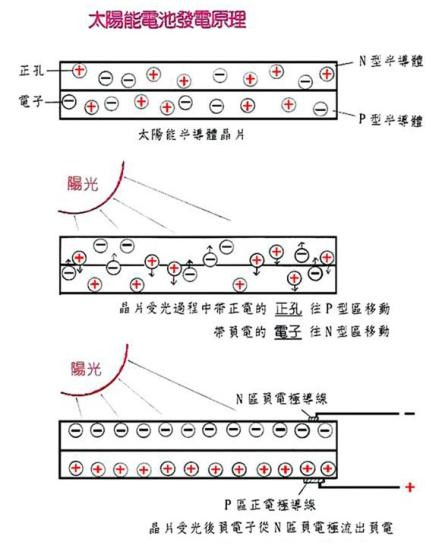 太陽能電池發電原理
正孔
N型半導體
電子
P型半導體
太陽能半導體晶片
陽光
晶片受光過程中帶正電的 正孔 往P型區移動
帶負電的 電子 往N型區移動
陽光
N區負電極導線
P區正電極導線
晶片受光後負電子從N區負電極流出負電